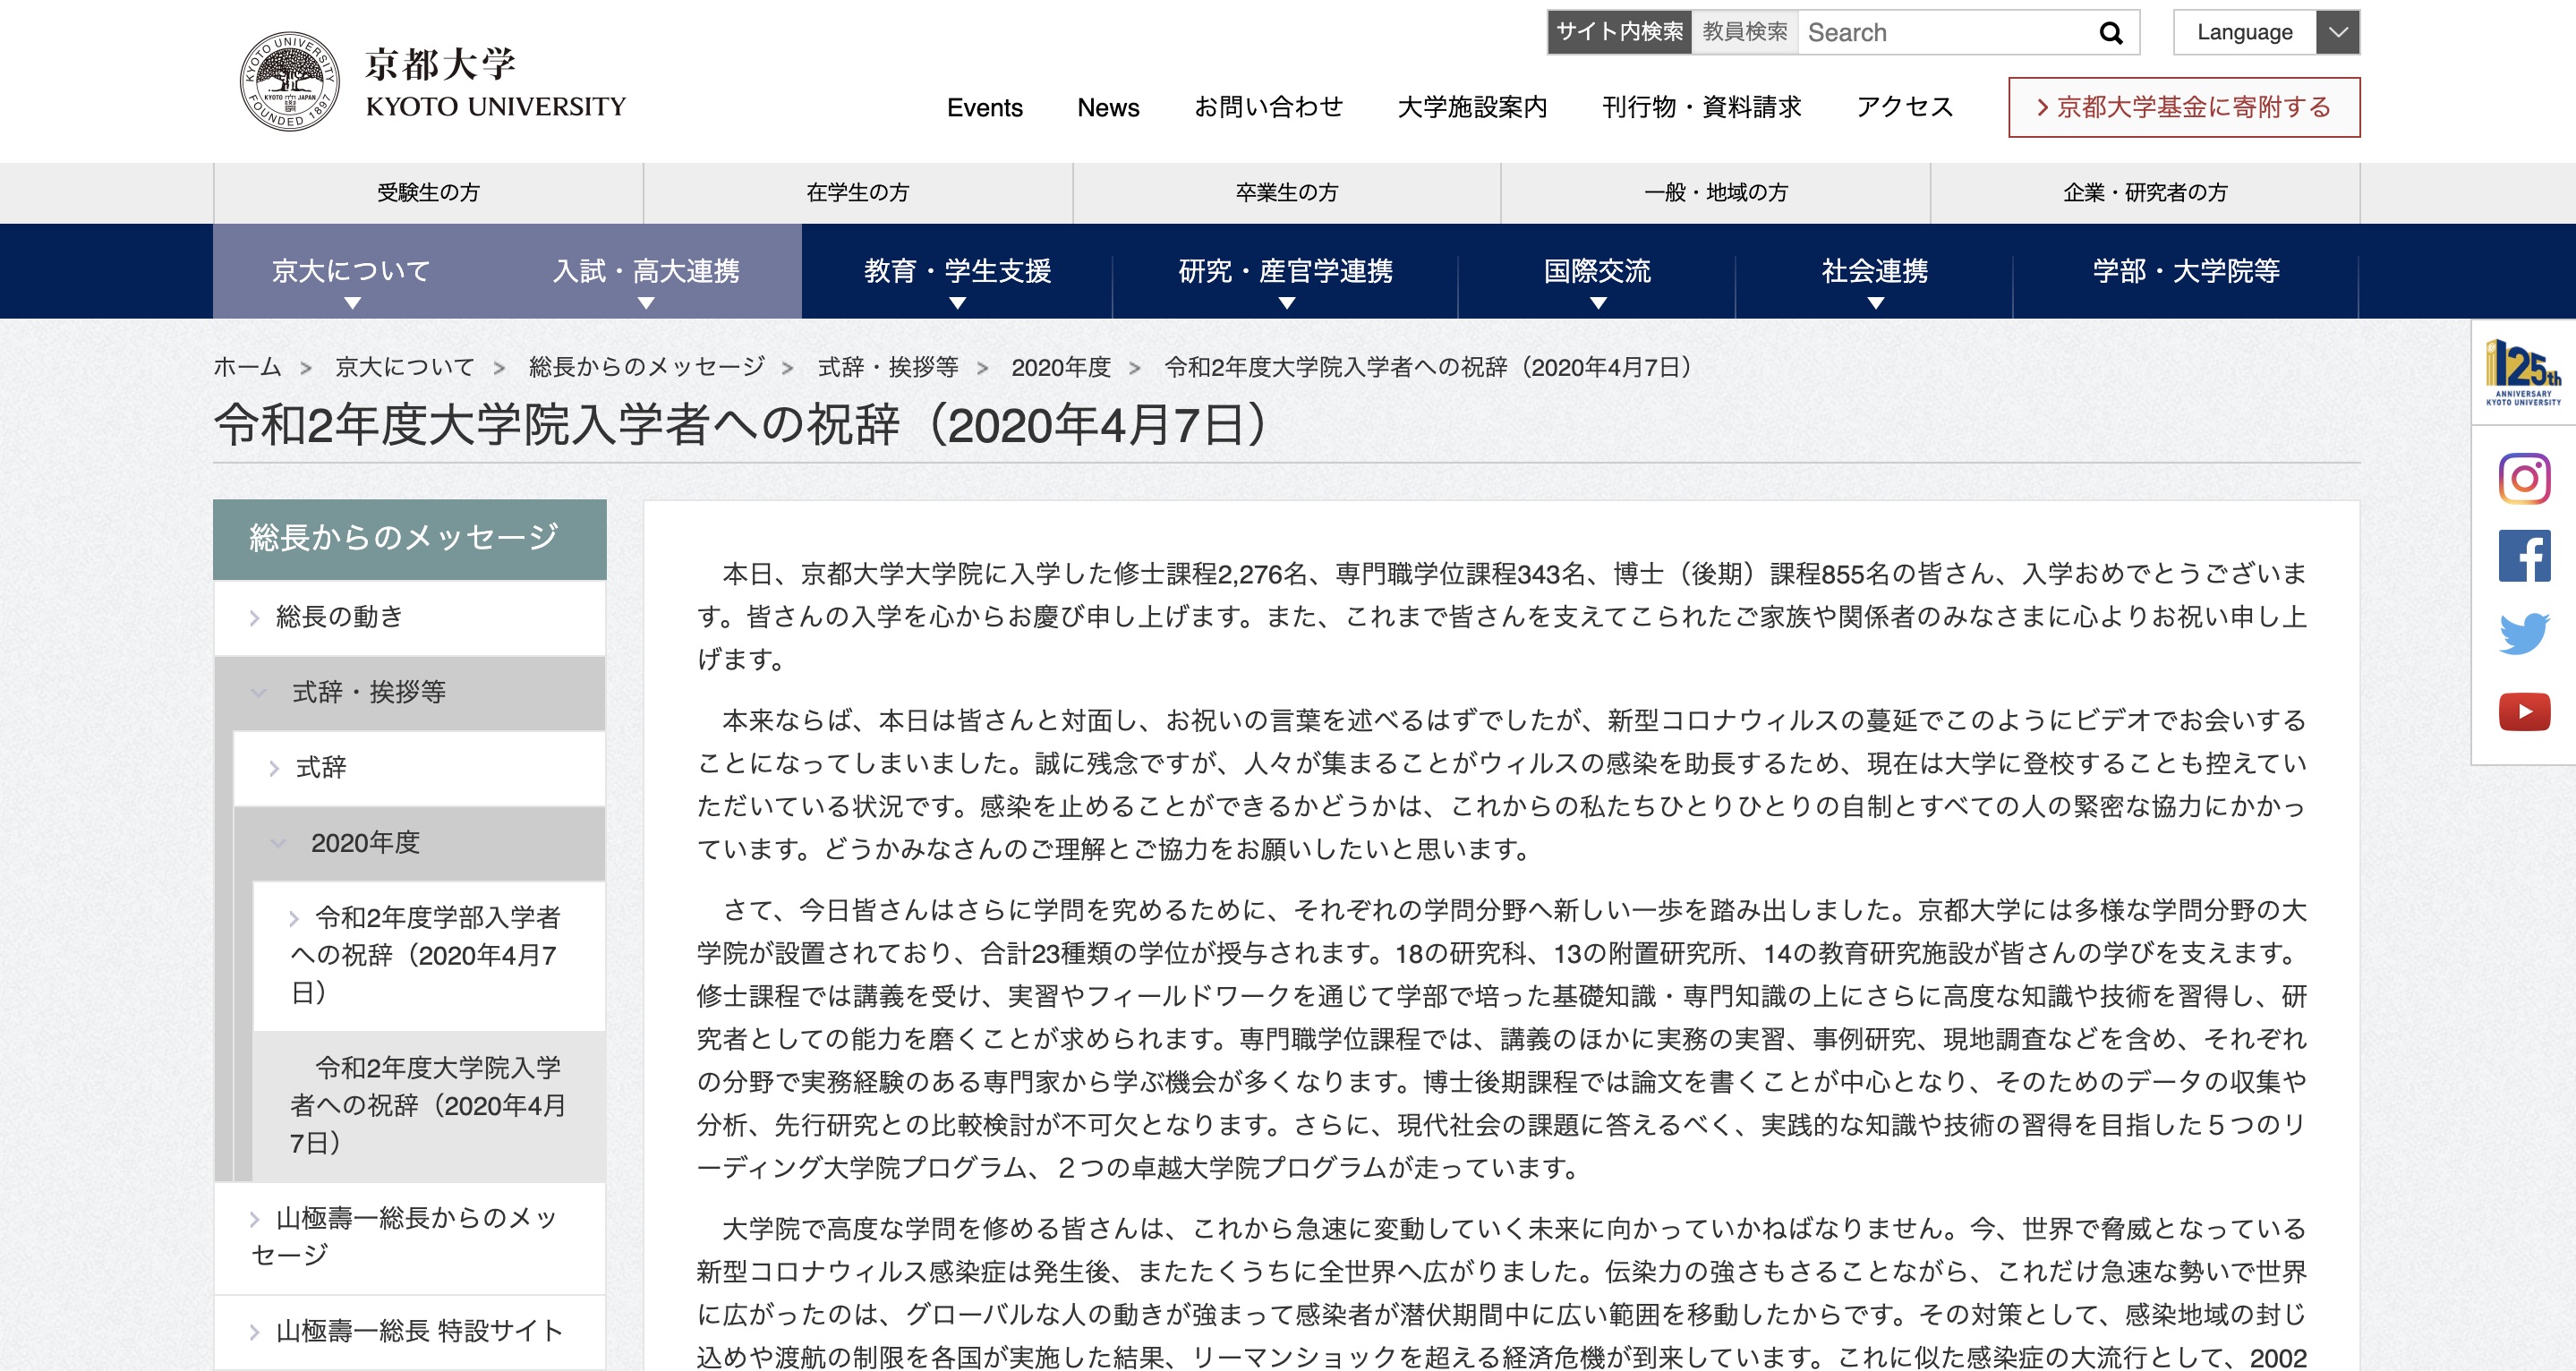 サイト内検索 教員検索 Search Language
KYOTO UNIVERSITY
KYOTO JAPAN
FOUNDED 1897
京都大学
KYOTO UNIVERSITY
Events News お問い合わせ 大学施設案内 刊行物・資料請求 アクセス 京都大学基金に寄附する
受験生の方 在学生の方 卒業生の方 一般・地域の方 企業・研究者の方
京大について 入試・高大連携 教育・学生支援 研究・産官学連携 国際交流 社会連携 学部・大学院等
ホーム > 京大について > 総長からのメッセージ > 式辞・挨拶等 > 2020年度 > 令和2年度大学院入学者への祝辞（2020年4月7日）
令和2年度大学院入学者への祝辞（2020年4月7日）
125th
ANNIVERSARY
KYOTO UNIVERSITY
総長からのメッセージ
総長の動き
式辞・挨拶等
式辞
2020年度
令和2年度学部入学者
への祝辞（2020年4月7
日）
令和2年度大学院入学
者への祝辞（2020年4月
7日）
山極壽一総長からのメッ
セージ
山極壽一総長 特設サイト
本日、京都大学大学院に入学した修士課程2,276名、専門職学位課程343名、博士（後期）課程855名の皆さん、入学おめでとうございま
す。皆さんの入学を心からお慶び申し上げます。また、これまで皆さんを支えてこられたご家族や関係者のみなさまに心よりお祝い申し上
げます。
本来ならば、本日は皆さんと対面し、お祝いの言葉を述べるはずでしたが、新型コロナウィルスの蔓延でこのようにビデオでお会いする
ことになってしまいました。誠に残念ですが、人々が集まることがウィルスの感染を助長するため、現在は大学に登校することも控えてい
ただいている状況です。感染を止めることができるかどうかは、これからの私たちひとりひとりの自制とすべての人の緊密な協力にかかっ
ています。どうかみなさんのご理解とご協力をお願いしたいと思います。
さて、今日皆さんはさらに学問を究めるために、それぞれの学問分野へ新しい一歩を踏み出しました。京都大学には多様な学問分野の大
学院が設置されており、合計23種類の学位が授与されます。18の研究科、13の附置研究所、14の教育研究施設が皆さんの学びを支えます。
修士課程では講義を受け、実習やフィールドワークを通じて学部で培った基礎知識・専門知識の上にさらに高度な知識や技術を習得し、研
究者としての能力を磨くことが求められます。専門職学位課程では、講義のほかに実務の実習、事例研究、現地調査などを含め、それぞれ
の分野で実務経験のある専門家から学ぶ機会が多くなります。博士後期課程では論文を書くことが中心となり、そのためのデータの収集や
分析、先行研究との比較検討が不可欠となります。さらに、現代社会の課題に答えるべく、実践的な知識や技術の習得を目指した５つのリ
ーディング大学院プログラム、２つの卓越大学院プログラムが走っています。
大学院で高度な学問を修める皆さんは、これから急速に変動していく未来に向かっていかねばなりません。今、世界で脅威となっている
新型コロナウィルス感染症は発生後、またたくうちに全世界へ広がりました。伝染力の強さもさることながら、これだけ急速な勢いで世界
に広がったのは、グローバルな人の動きが強まって感染者が潜伏期間中に広い範囲を移動したからです。その対策として、感染地域の封じ
込めや渡航の制限を各国が実施した結果、リーマンショックを超える経済危機が到来しています。これに似た感染症の大流行として、2002